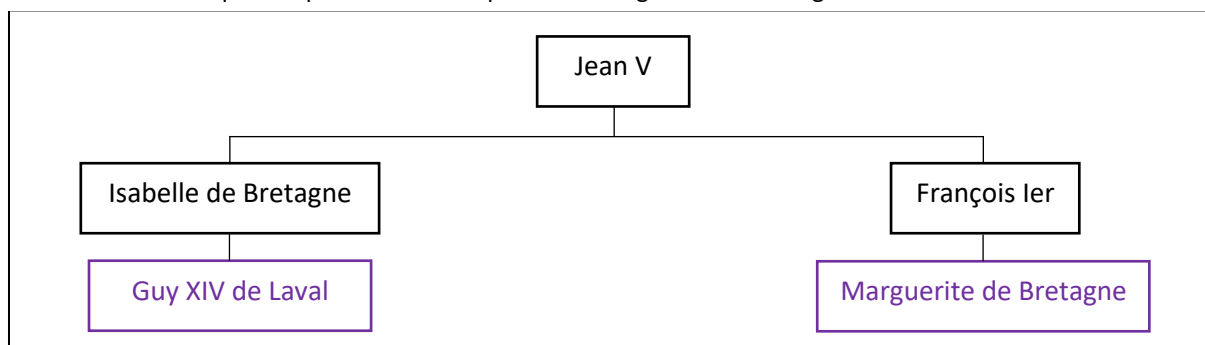 Jean V
Isabelle de Bretagne
François Ier
Guy XIV de Laval
Marguerite de Bretagne